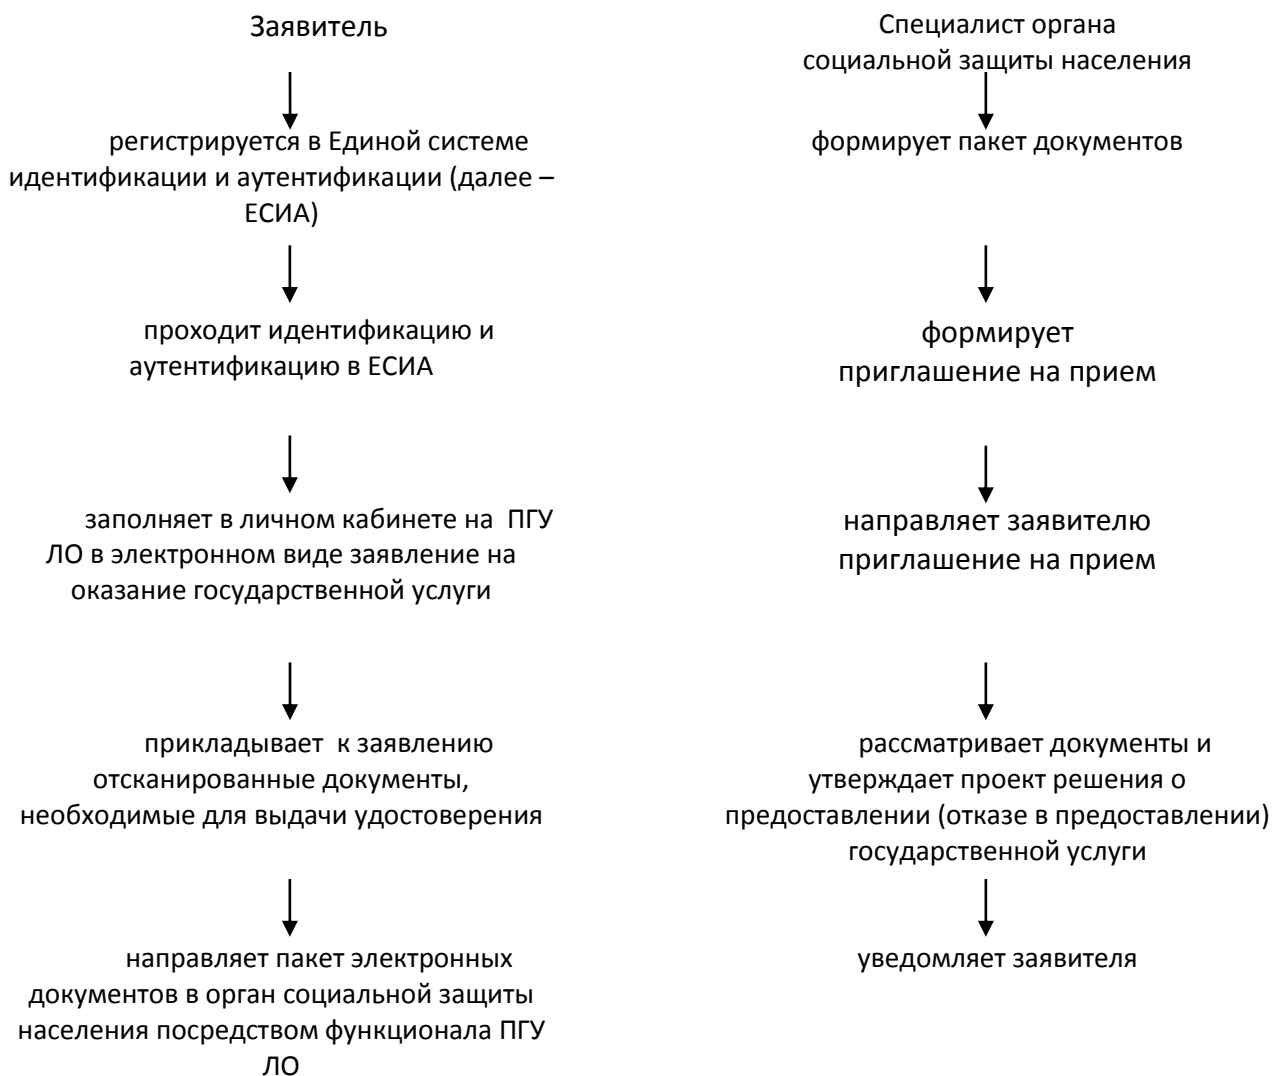 Заявитель
регистрируется в Единой системе
идентификации и аутентификации (далее –
ЕСИА)
проходит идентификацию и
аутентификацию в ЕСИА
заполняет в личном кабинете на  ПГУ
ЛО в электронном виде заявление на
оказание государственной услуги
прикладывает  к заявлению
отсканированные документы,
необходимые для выдачи удостоверения
направляет пакет электронных
документов в орган социальной защиты
населения посредством функционала ПГУ
ЛО
Специалист органа
социальной защиты населения
формирует пакет документов
формирует
приглашение на прием
направляет заявителю
приглашение на прием
рассматривает документы и
утверждает проект решения о
предоставлении (отказе в предоставлении)
государственной услуги
уведомляет заявителя